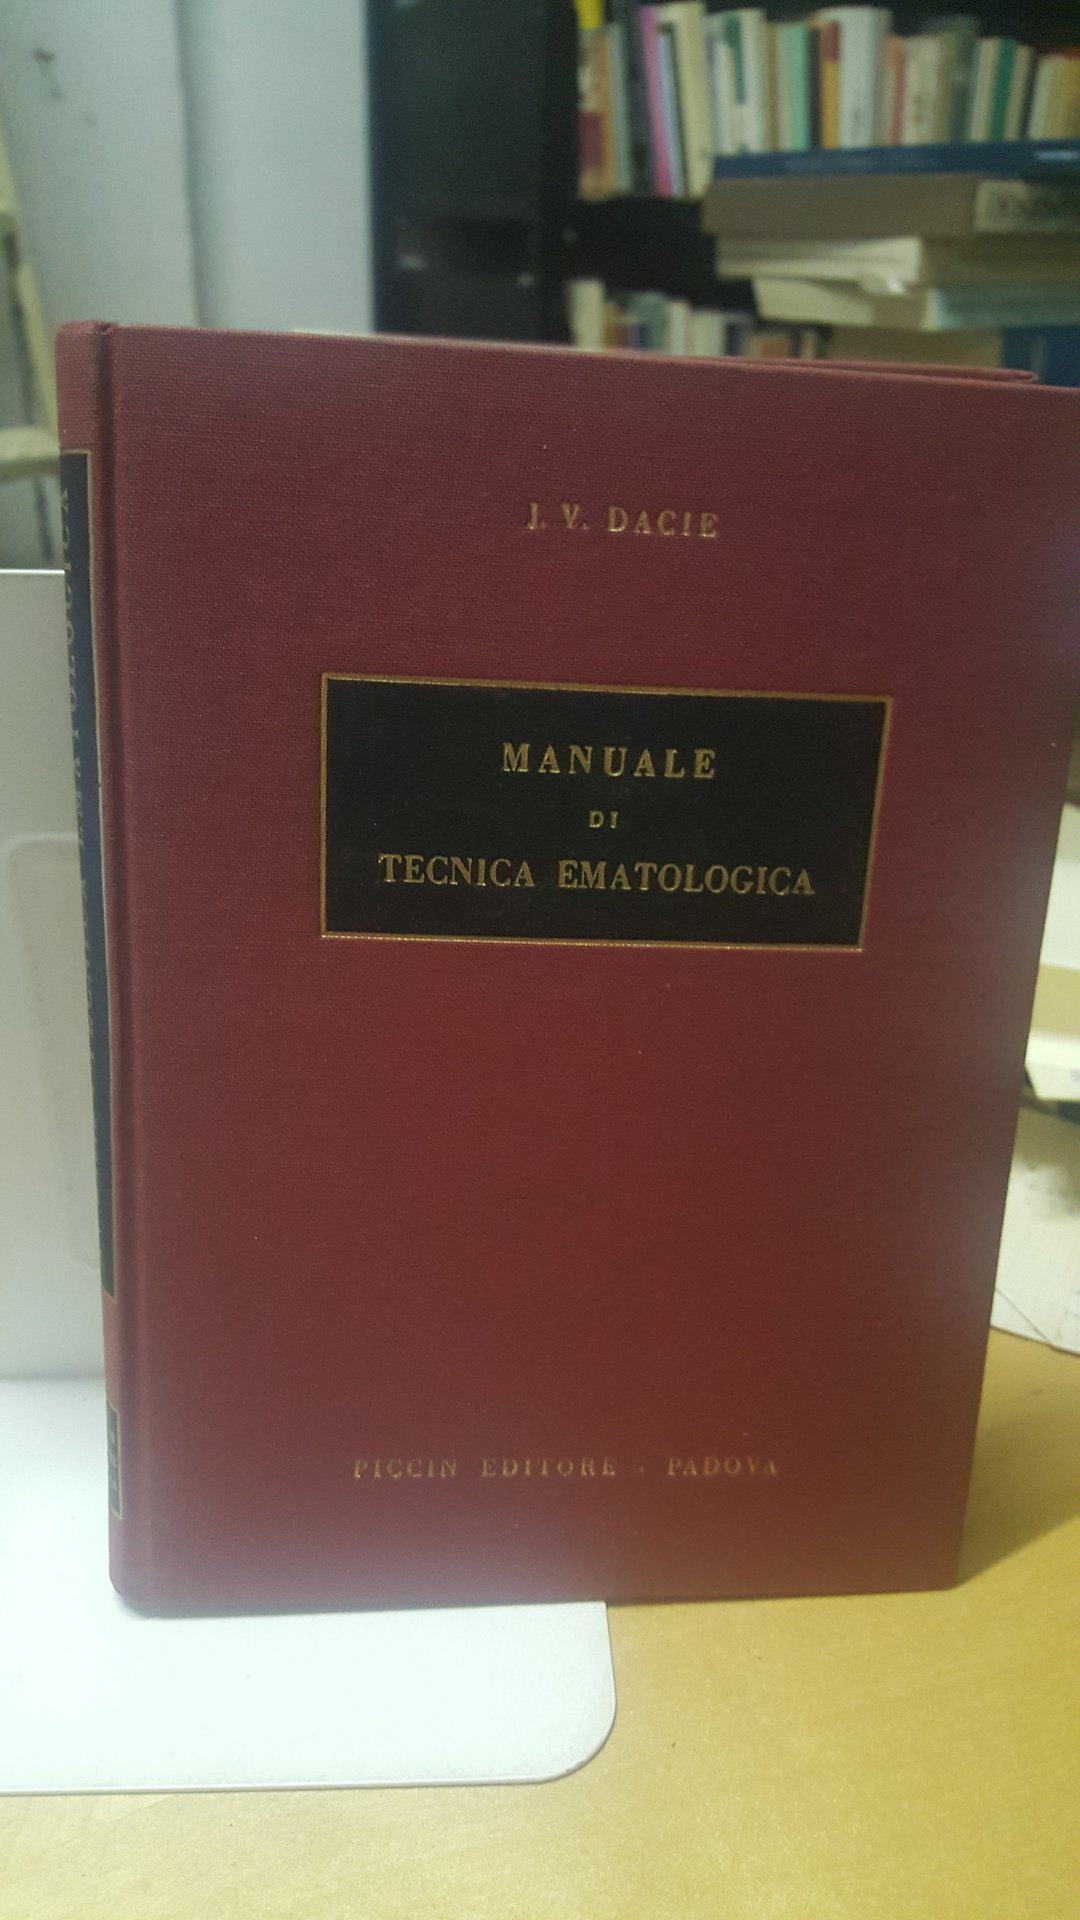 J. V. DACIE
MANUALE
DI
TECNICA EMATOLOGICA
PICCIN EDITORE - PADOVA